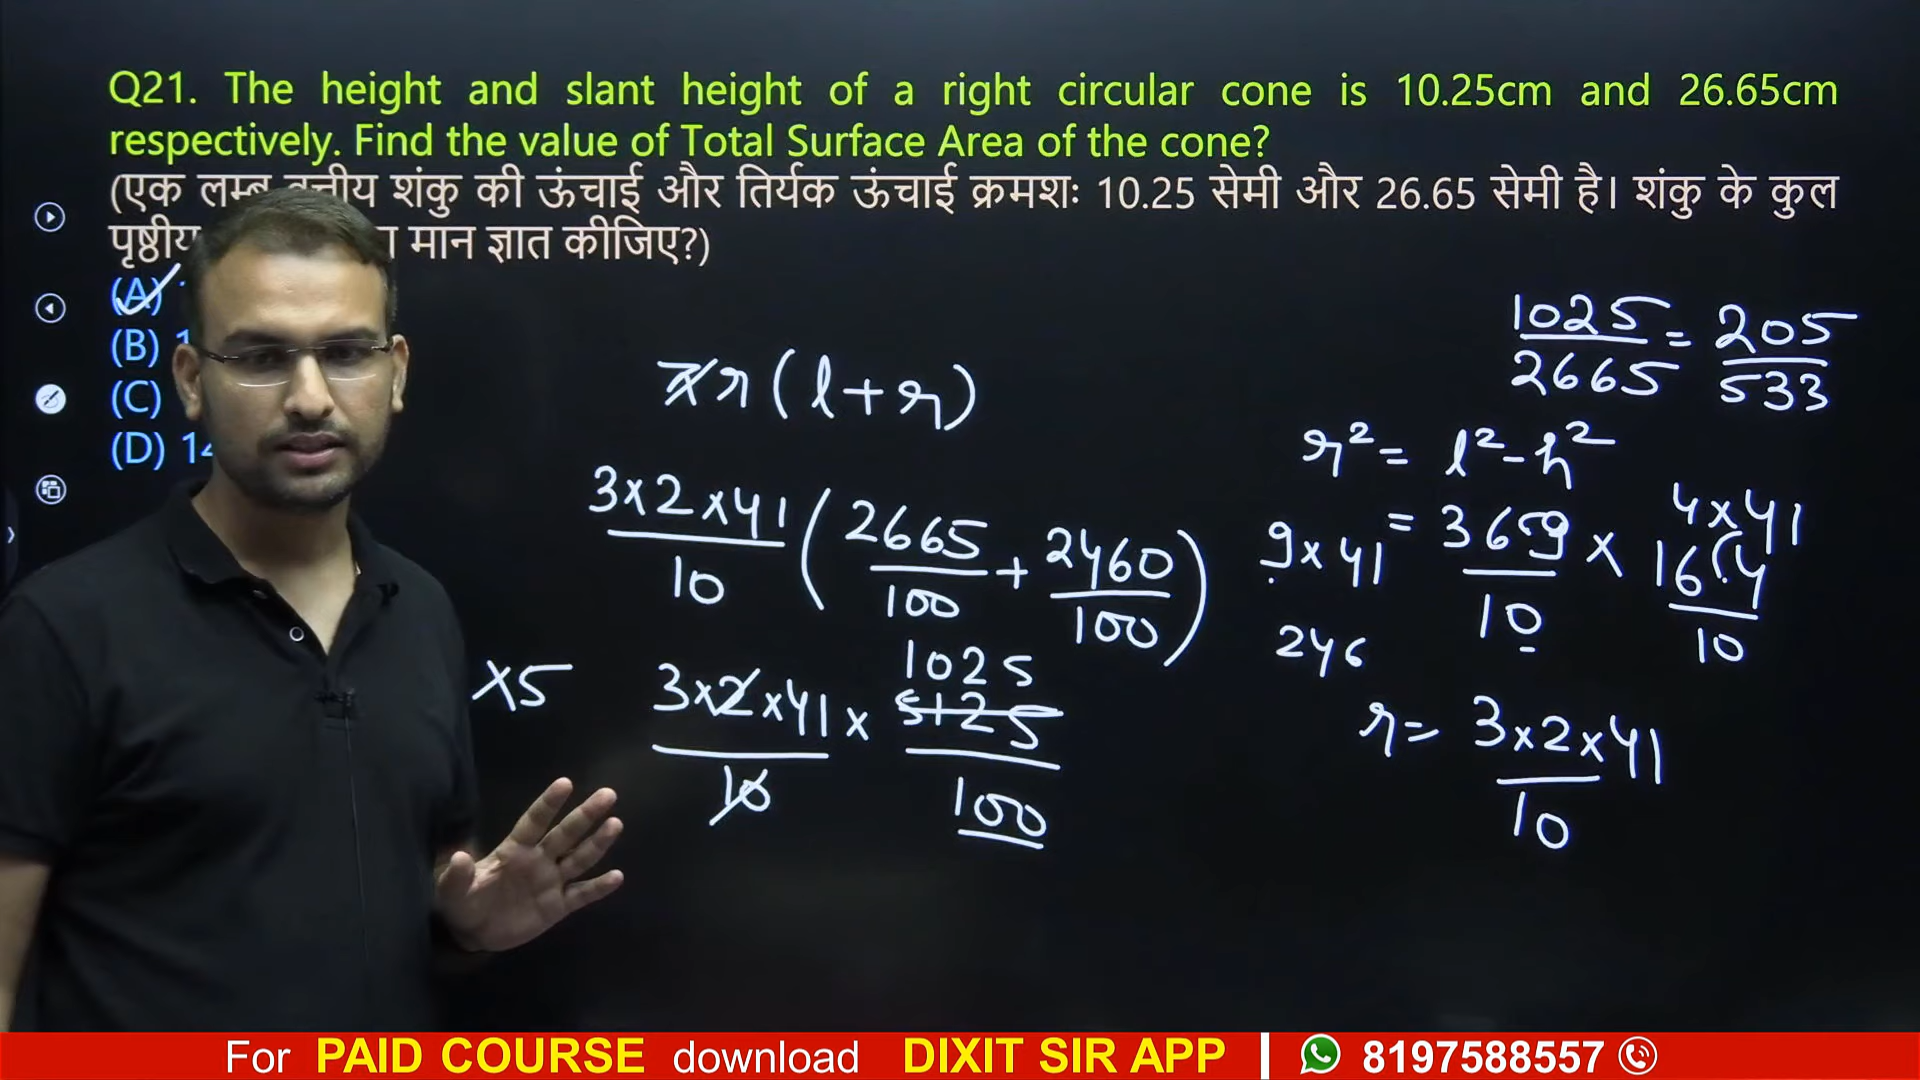 Q21. The height and slant height of a right circular cone is 10.25cm and 26.65cm
respectively. Find the value of Total Surface Area of the cone?
(एक लम्ब वृत्तीय शंकु की ऊंचाई और तिर्यक ऊंचाई क्रमशः 10.25 सेमी और 26.65 सेमी है। शंकु के कुल
मान ज्ञात कीजिए?)
(A)
(B)
(C)
(D)
1025/2665 = 205/533
πr(l+r)
r² = l² - h²
3x2x41/10 (2665/100 + 2460/100)
9x41 = 369/10 x 164/10
4x41
246
x5
3x2x41/10 x 5125/100
1025
r = 3x2x41/10
For PAID COURSE download DIXIT SIR APP | 8197588557